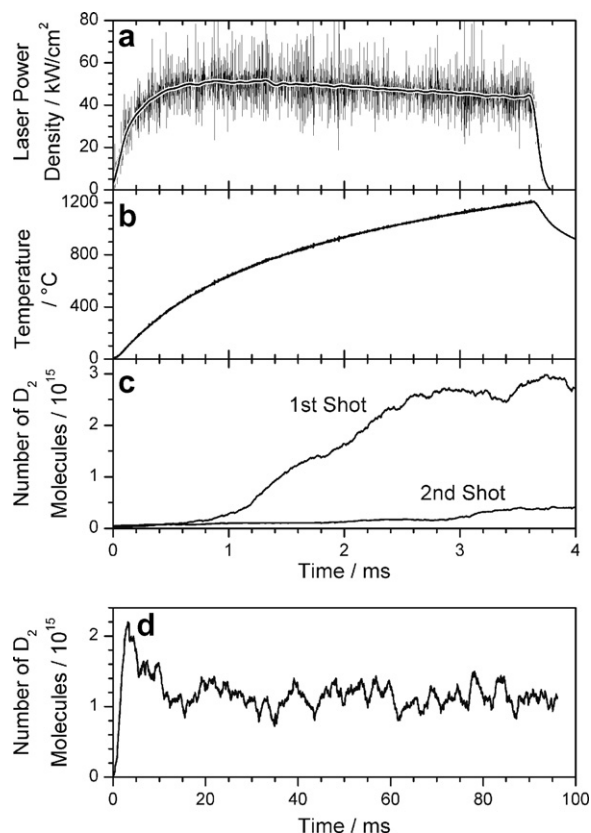 a
Laser Power
Density / kW/cm²
80
60
40
20
0
b
Temperature
/ °C
1200
800
400
0
c
Number of D₂
Molecules / 10¹⁵
3
2
1
0
1st Shot
2nd Shot
0 1 2 3 4
Time / ms
d
Number of D₂
Molecules / 10¹⁵
2
1
0
0 20 40 60 80 100
Time / ms